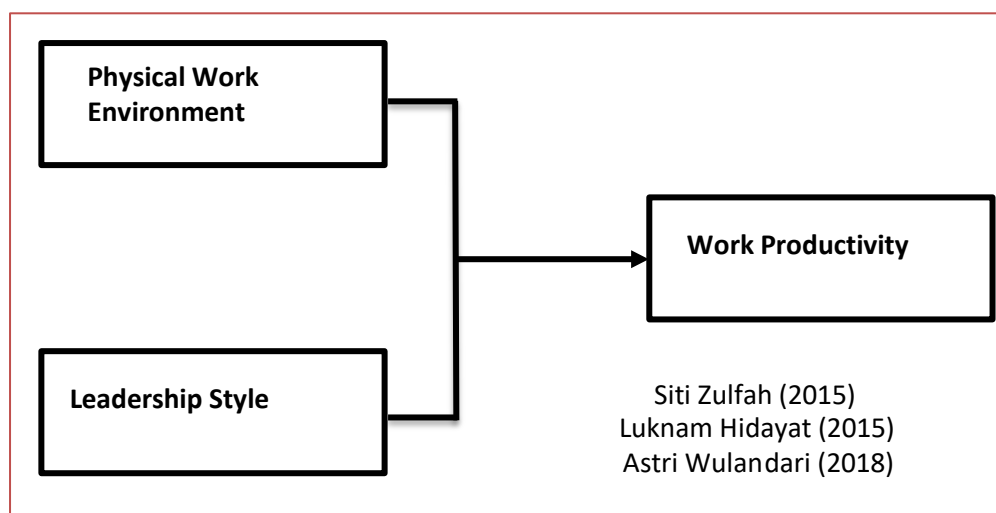 Physical Work
Environment
Work Productivity
Leadership Style
Siti Zulfah (2015)
Luknam Hidayat (2015)
Astri Wulandari (2018)